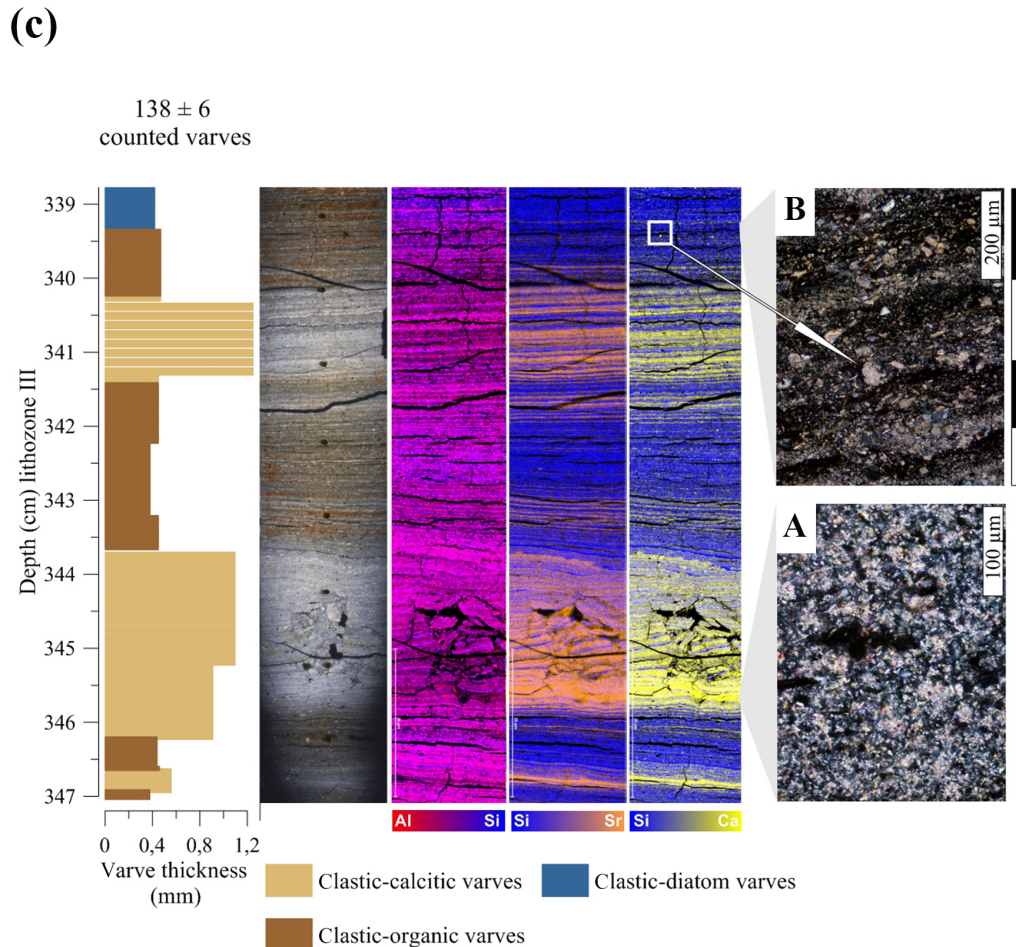 (c)
138 ± 6
counted varves
Depth (cm) lithozone III
339
340
341
342
343
344
345
346
347
0
0,4
0,8
1,2
Varve thickness
(mm)
Al
Si
Si
Sr
Si
Ca
B
200 µm
A
100 µm
Clastic-calcitic varves
Clastic-diatom varves
Clastic-organic varves